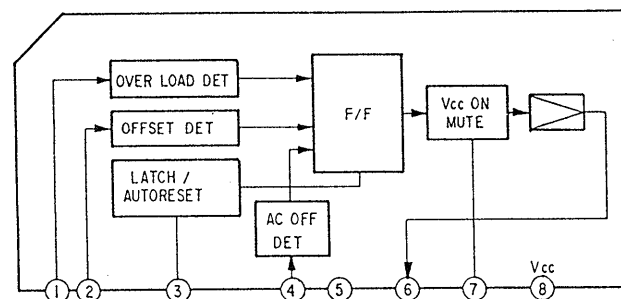 OVER LOAD DET
OFFSET DET
LATCH /
AUTORESET
AC OFF
DET
F/F
Vcc ON
MUTE
1
2
3
4
5
6
7
Vcc
8